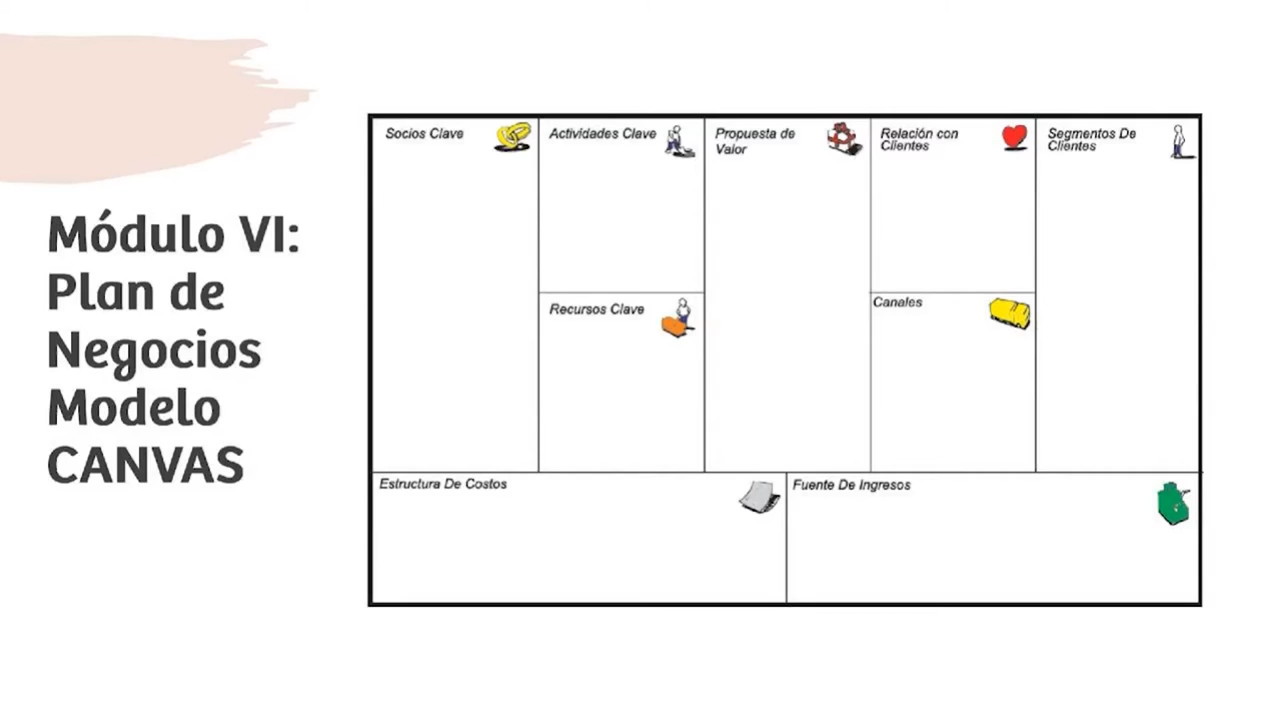 Módulo VI:
Plan de
Negocios
Modelo
CANVAS
Socios Clave
Actividades Clave
Propuesta de
Valor
Relación con
Clientes
Segmentos De
Clientes
Recursos Clave
Canales
Estructura De Costos
Fuente De Ingresos